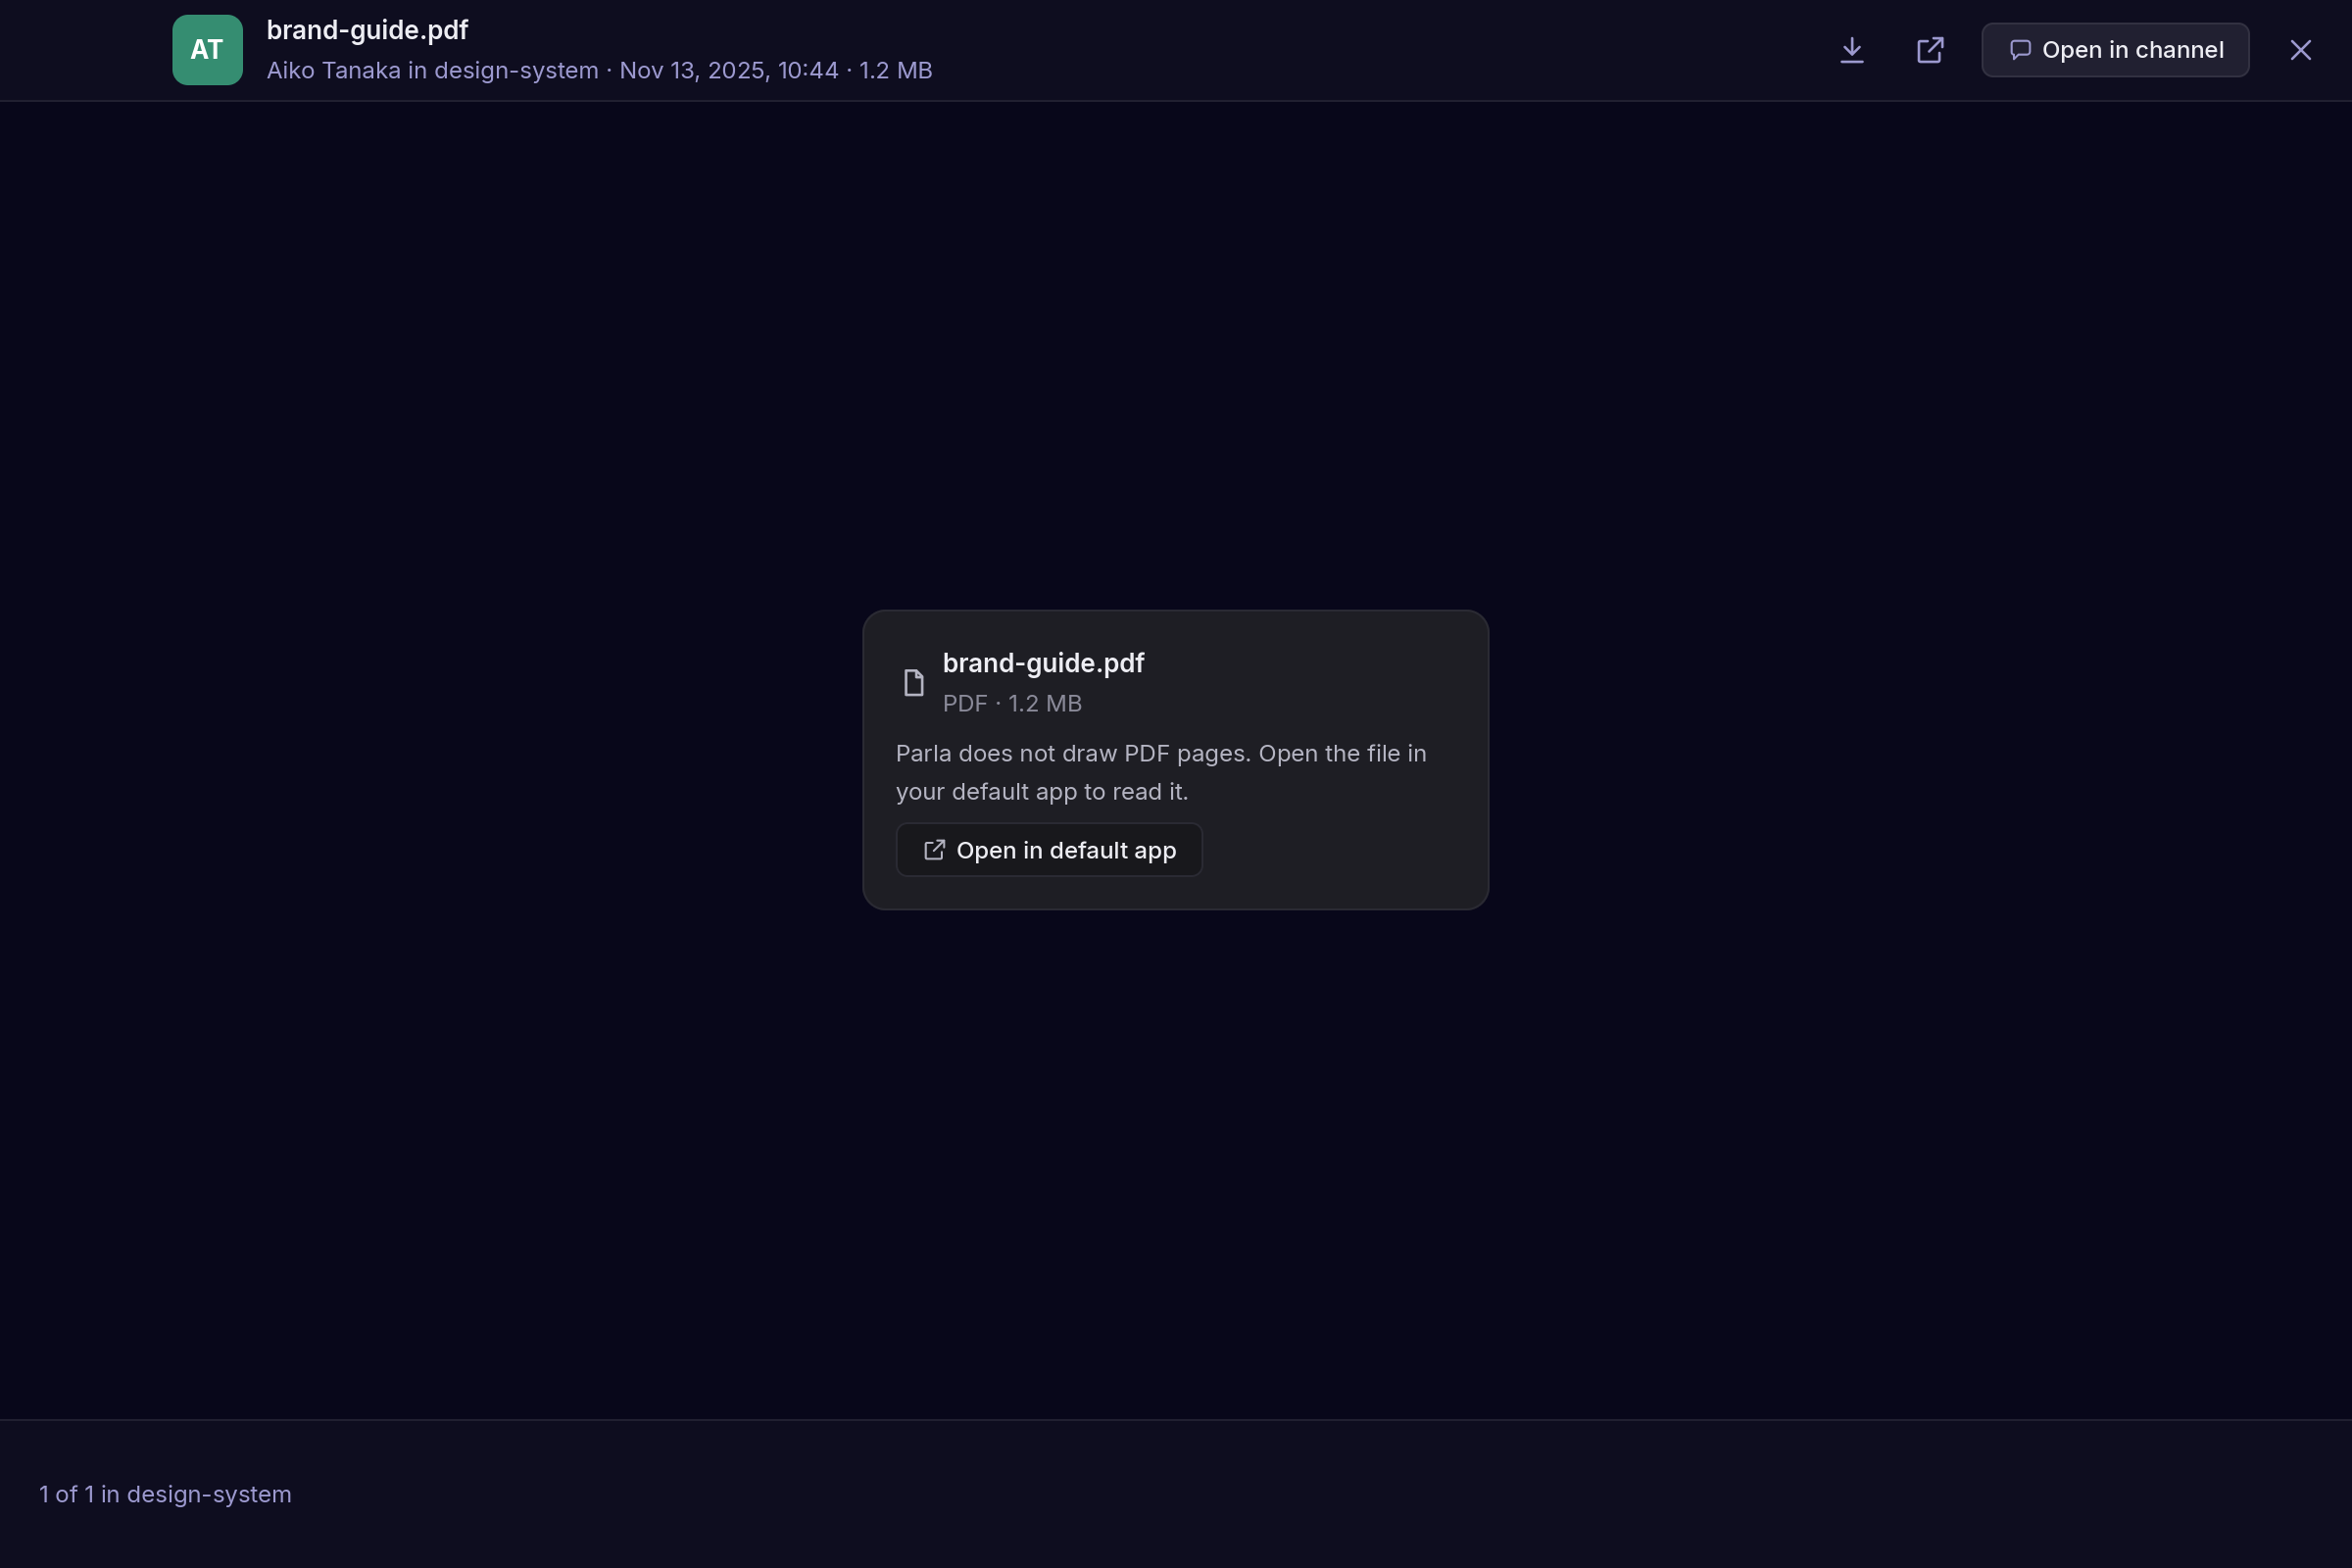 AT
brand-guide.pdf
Aiko Tanaka in design-system · Nov 13, 2025, 10:44 · 1.2 MB
Open in channel
brand-guide.pdf
PDF · 1.2 MB
Parla does not draw PDF pages. Open the file in
your default app to read it.
Open in default app
1 of 1 in design-system